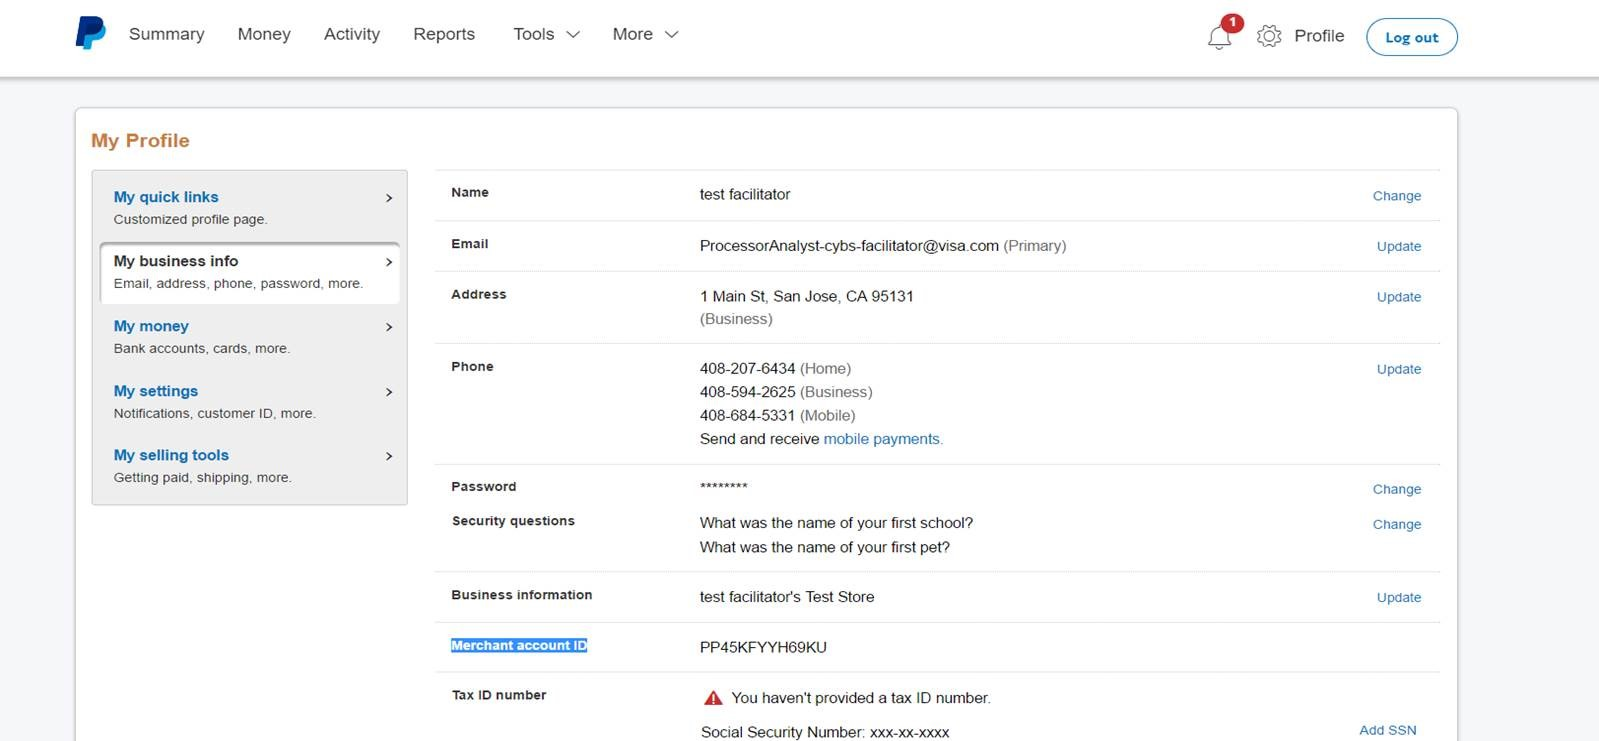 Summary Money Activity Reports Tools More 1 Profile Log out
My Profile
My quick links
Customized profile page.
My business info
Email, address, phone, password, more.
My money
Bank accounts, cards, more.
My settings
Notifications, customer ID, more.
My selling tools
Getting paid, shipping, more.
Name test facilitator Change
Email ProcessorAnalyst-cybs-facilitator@visa.com (Primary) Update
Address 1 Main St, San Jose, CA 95131 Update
(Business)
Phone 408-207-6434 (Home) Update
408-594-2625 (Business)
408-684-5331 (Mobile)
Send and receive mobile payments.
Password ******** Change
Security questions What was the name of your first school? Change
What was the name of your first pet?
Business information test facilitator's Test Store Update
Merchant account ID PP45KFYYH69KU
Tax ID number You haven't provided a tax ID number.
Social Security Number: xxx-xx-xxxx Add SSN